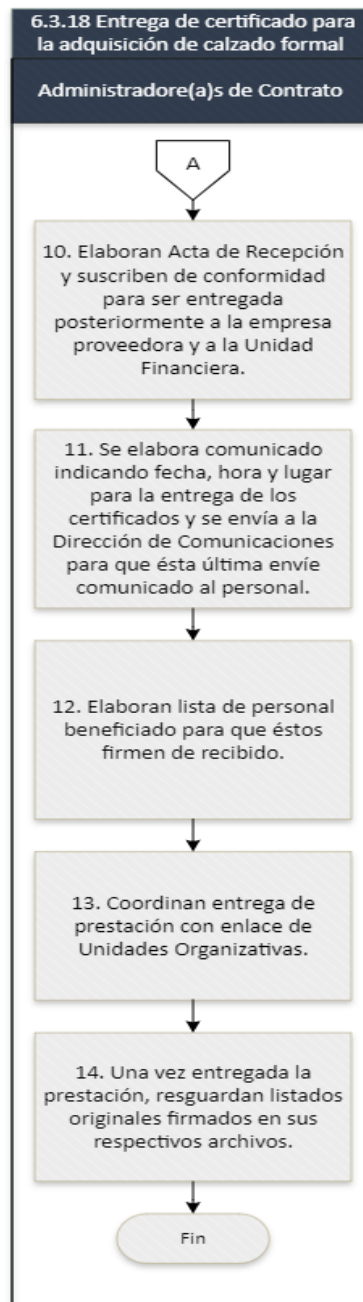 6.3.18 Entrega de certificado para
la adquisición de calzado formal
Administradore(a)s de Contrato
A
10. Elaboran Acta de Recepción
y suscriben de conformidad
para ser entregada
posteriormente a la empresa
proveedora y a la Unidad
Financiera.
11. Se elabora comunicado
indicando fecha, hora y lugar
para la entrega de los
certificados y se envía a la
Dirección de Comunicaciones
para que ésta última envíe
comunicado al personal.
12. Elaboran lista de personal
beneficiado para que éstos
firmen de recibido.
13. Coordinan entrega de
prestación con enlace de
Unidades Organizativas.
14. Una vez entregada la
prestación, resguardan listados
originales firmados en sus
respectivos archivos.
Fin